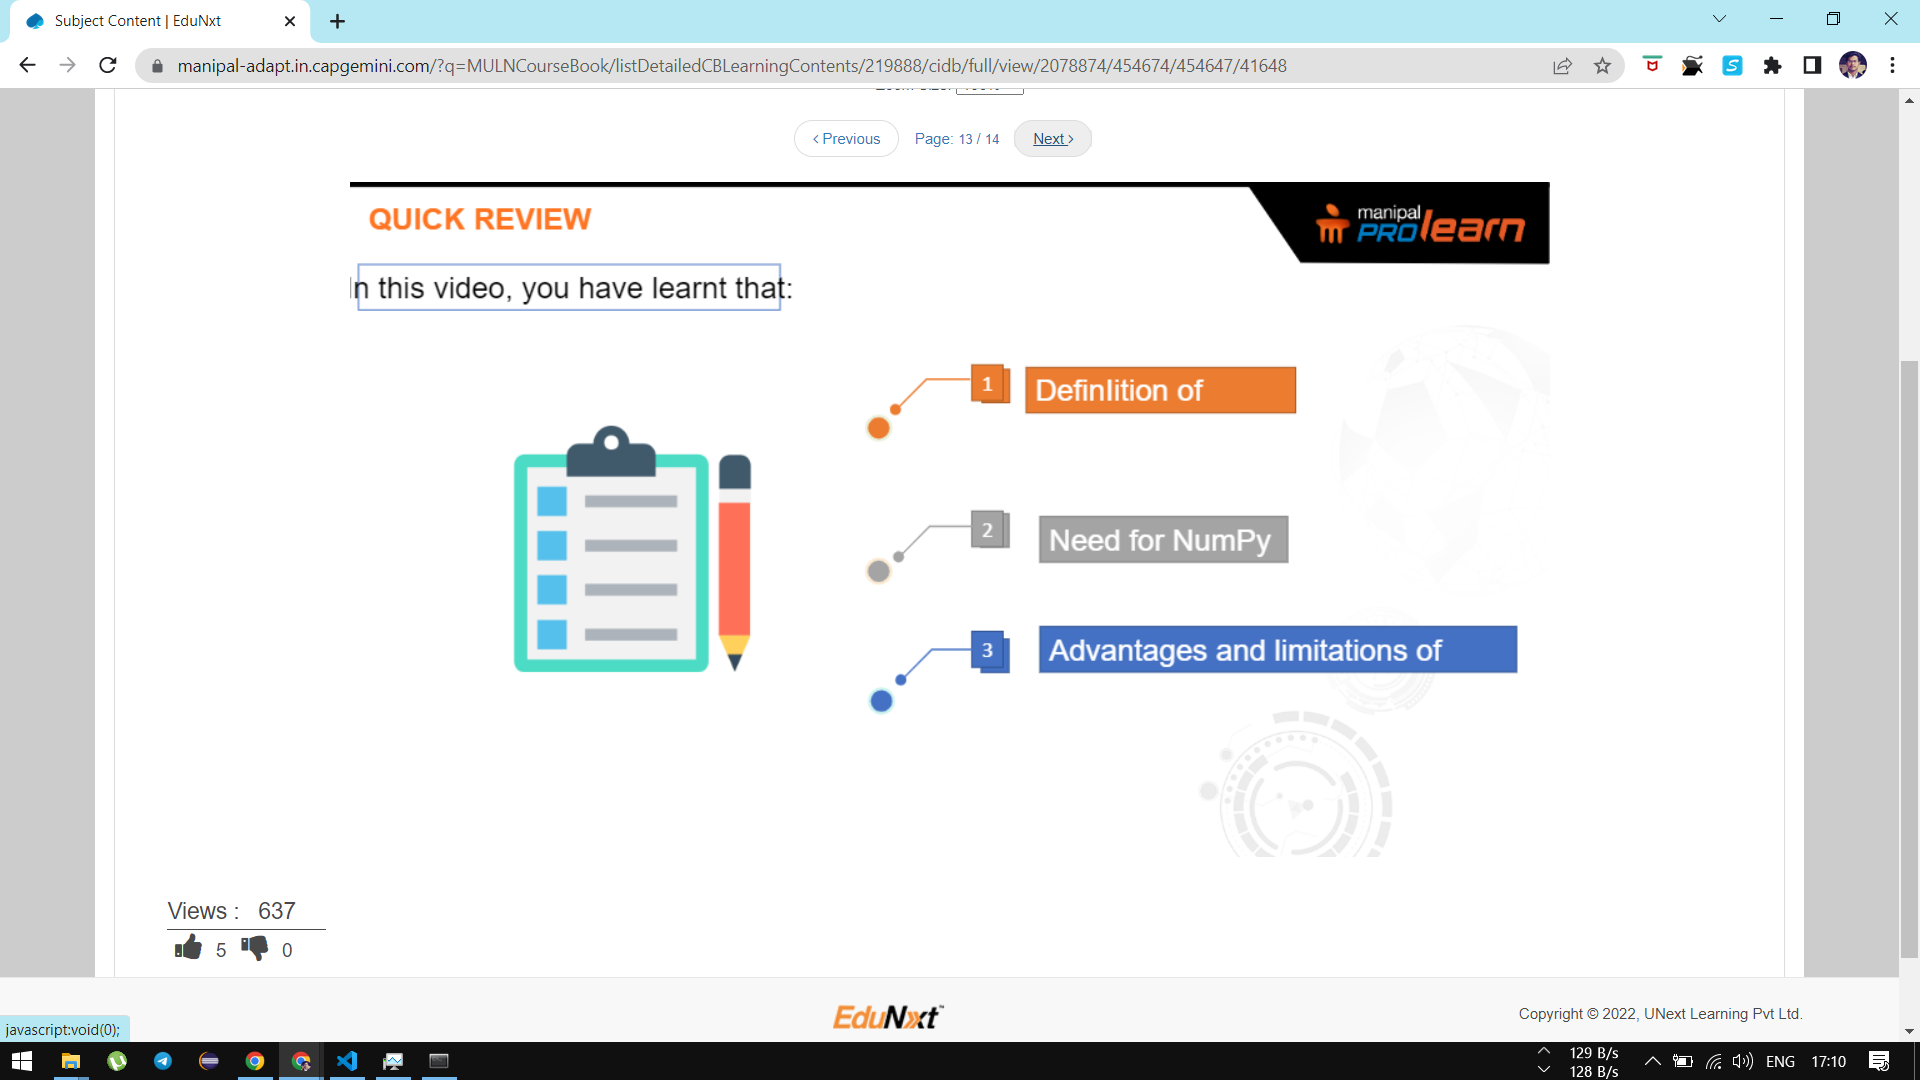 Subject Content | EduNxt
manipal-adapt.in.capgemini.com/?q=MULNCourseBook/listDetailedCBLearningContents/219888/cidb/full/view/2078874/454674/454647/41648
‹ Previous Page: 13 / 14 Next ›
QUICK REVIEW
manipal
PROlearn
In this video, you have learnt that:
1 DefinIition of
2 Need for NumPy
3 Advantages and limitations of
Views : 637
5 0
EduNxt™
Copyright © 2022, UNext Learning Pvt Ltd.
javascript:void(0);
129 B/s
128 B/s
ENG 17:10